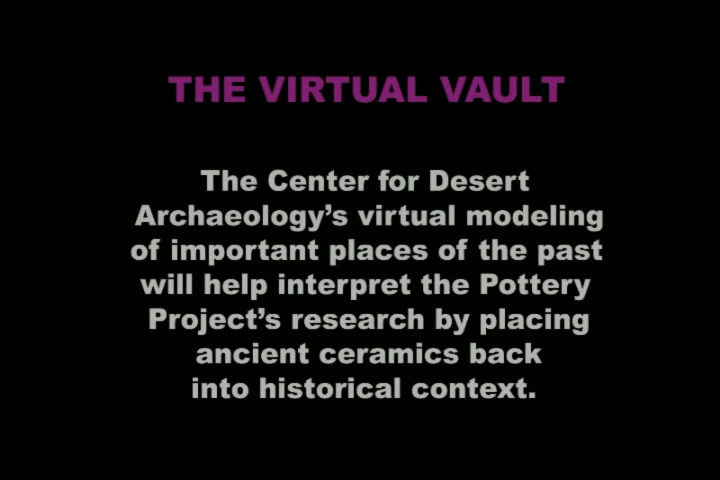 THE VIRTUAL VAULT
The Center for Desert
Archaeology’s virtual modeling
of important places of the past
will help interpret the Pottery
Project’s research by placing
ancient ceramics back
into historical context.